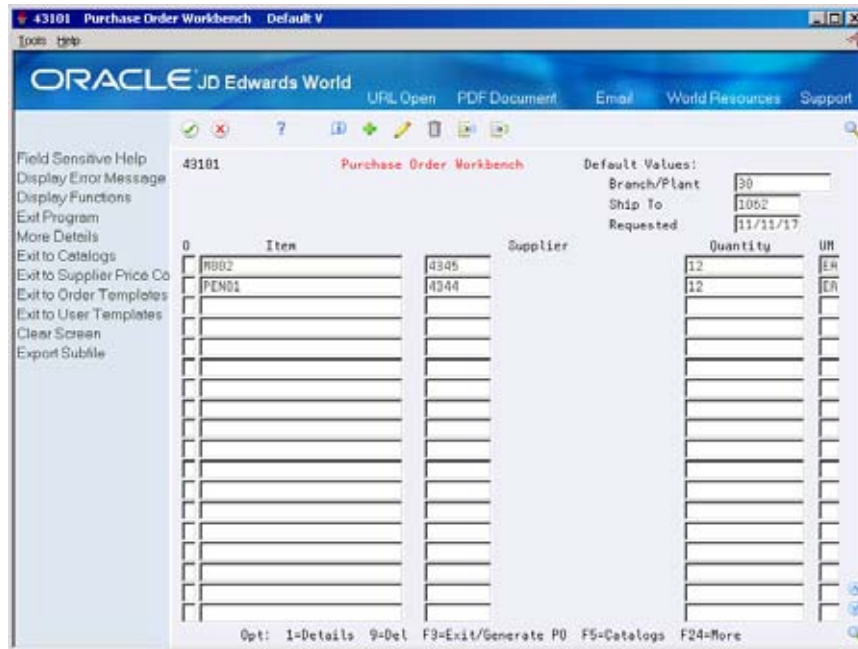 43101 Purchase Order Workbench Default V
Tools Help
ORACLE JD Edwards World
URL Open PDF Document Email World Resources Support
Field Sensitive Help
Display Error Message
Display Functions
Exit Program
More Details
Exit to Catalogs
Exit to Supplier Price Co
Exit to Order Templates
Exit to User Templates
Clear Screen
Export Subfile
43101 Purchase Order Workbench Default Values:
Branch/Plant 30
Ship To 1062
Requested 11/11/17
O Item Supplier Quantity UM
4345 12 EA
PEN01 4344 12 EA
Opt: 1=Details 9=Del F3=Exit/Generate PO F5=Catalogs F24=More